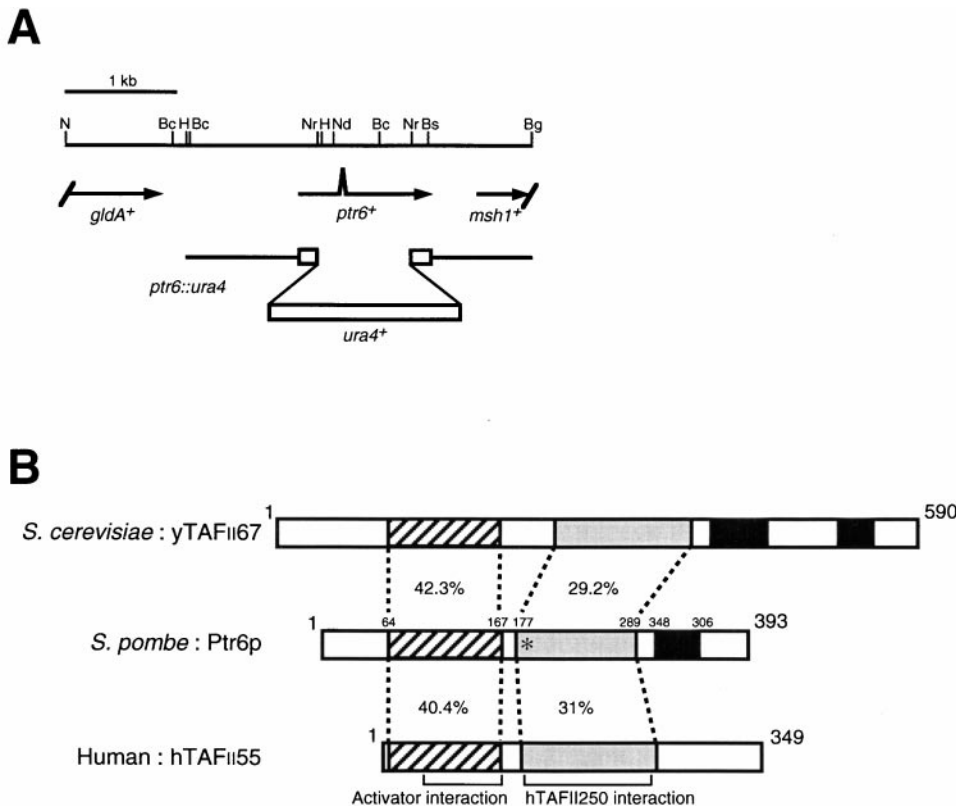 A
1 kb
N Bc H Bc Nr H Nd Bc Nr Bs Bg
gldA+ ptr6+ msh1+
ptr6::ura4
ura4+
B
1 590
S. cerevisiae : yTAFII67
42.3% 29.2%
1 64 167 177 289 348 306 393
S. pombe : Ptr6p *
40.4% 31%
1 349
Human : hTAFII55
Activator interaction hTAFII250 interaction